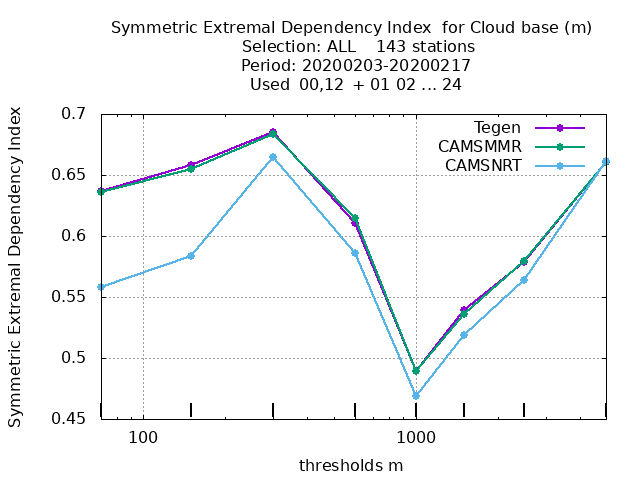 Symmetric Extremal Dependency Index  for Cloud base (m)
Selection: ALL    143 stations
Period: 20200203-20200217
Used  00,12  + 01 02 ... 24
Symmetric Extremal Dependency Index
0.7
0.65
0.6
0.55
0.5
0.45
Tegen
CAMSMMR
CAMSNRT
100
1000
thresholds m